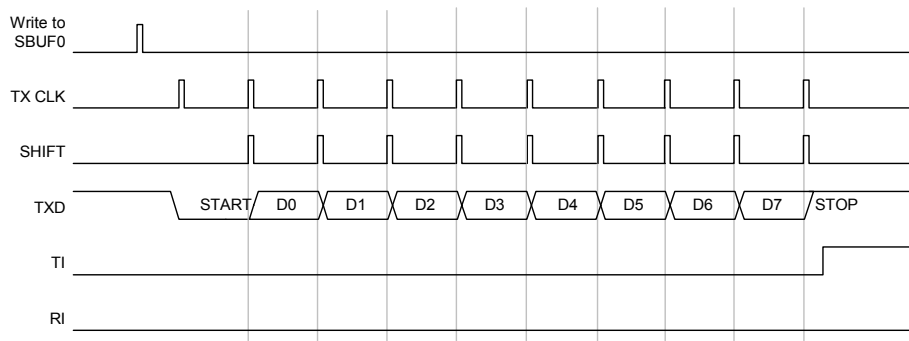 Write to
SBUF0
TX CLK
SHIFT
TXD START D0 D1 D2 D3 D4 D5 D6 D7 STOP
TI
RI